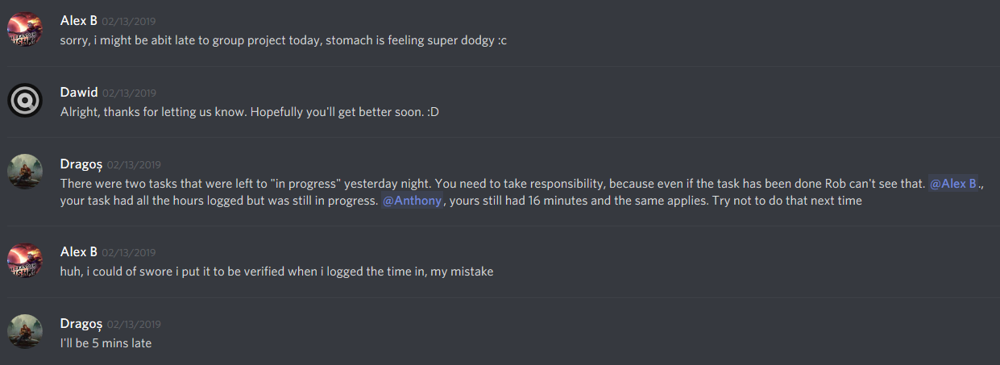 Alex B 02/13/2019
sorry, i might be abit late to group project today, stomach is feeling super dodgy :c
Dawid 02/13/2019
Alright, thanks for letting us know. Hopefully you'll get better soon. :D
Dragoș 02/13/2019
There were two tasks that were left to "in progress" yesterday night. You need to take responsibility, because even if the task has been done Rob can't see that. @Alex B.,
your task had all the hours logged but was still in progress. @Anthony, yours still had 16 minutes and the same applies. Try not to do that next time
Alex B 02/13/2019
huh, i could of swore i put it to be verified when i logged the time in, my mistake
Dragoș 02/13/2019
I'll be 5 mins late